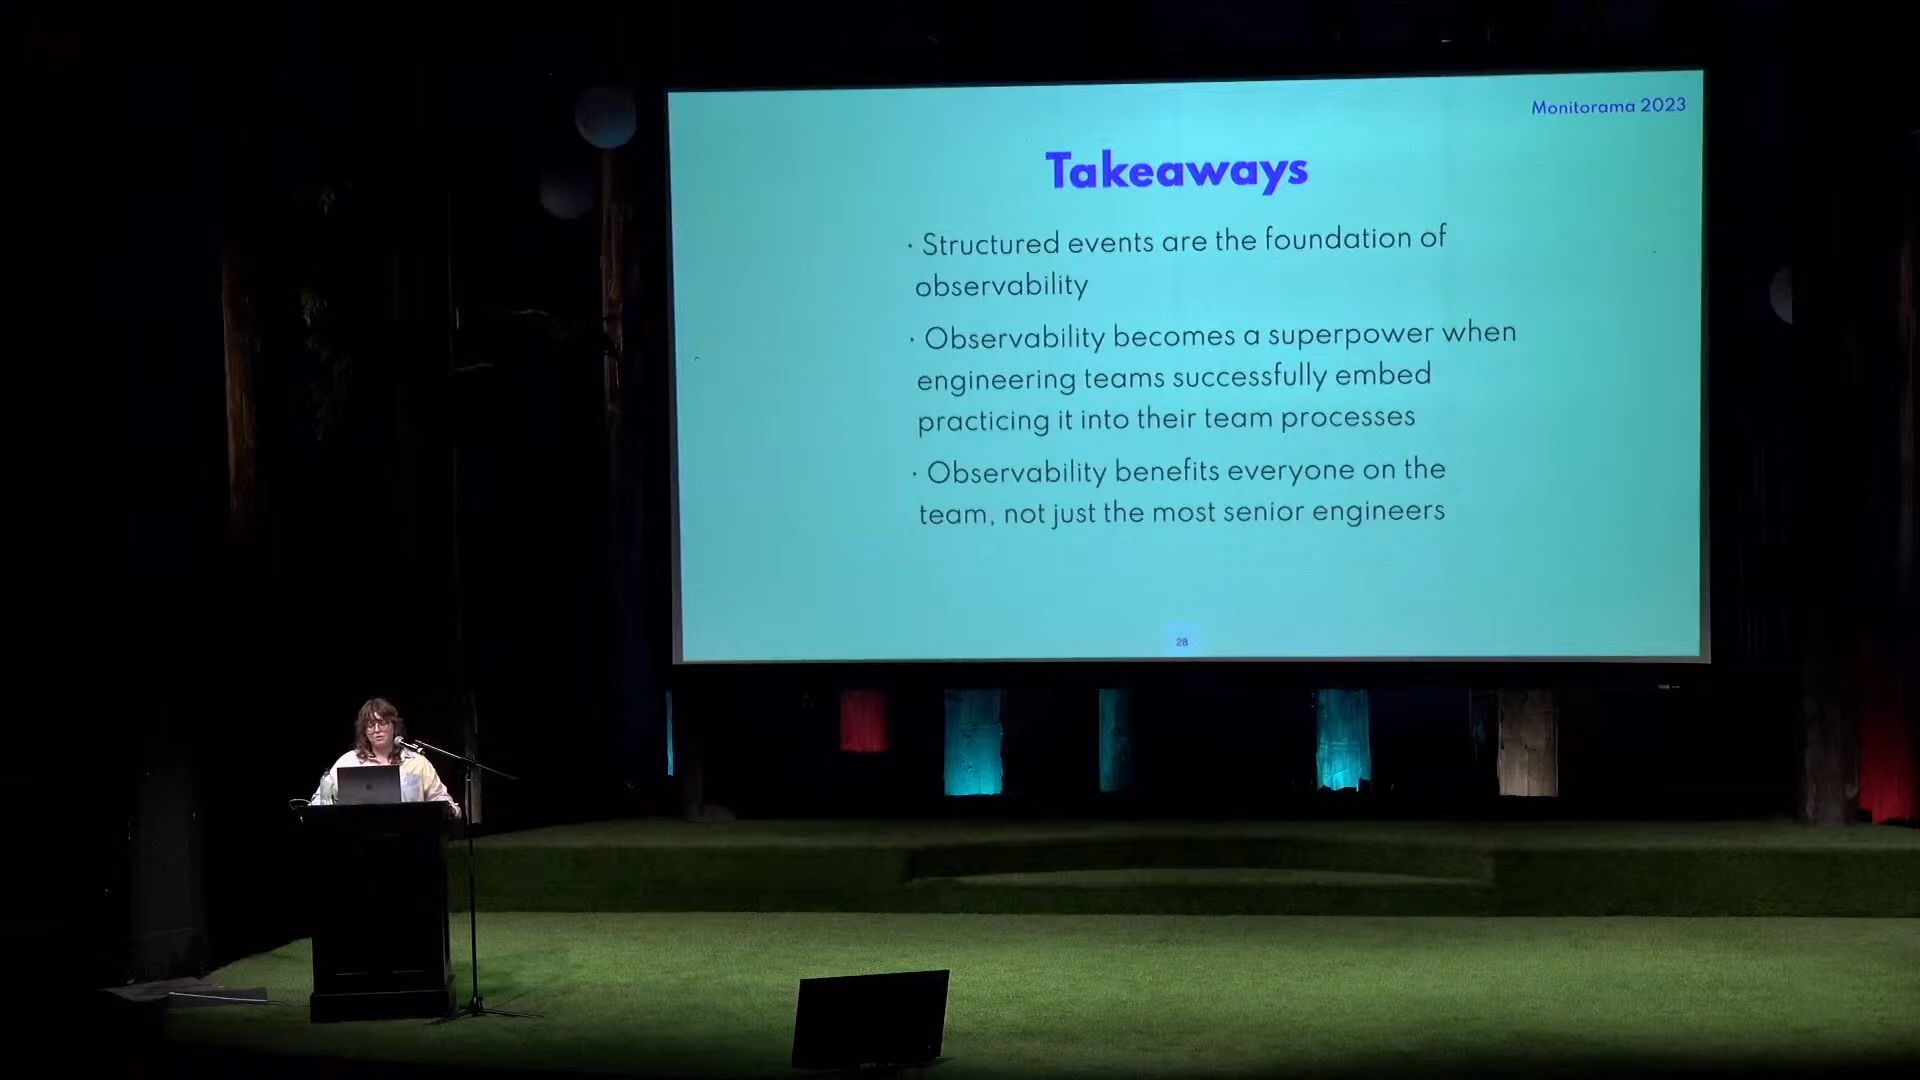 Monitorama 2023
Takeaways
· Structured events are the foundation of
observability
· Observability becomes a superpower when
engineering teams successfully embed
practicing it into their team processes
· Observability benefits everyone on the
team, not just the most senior engineers
28